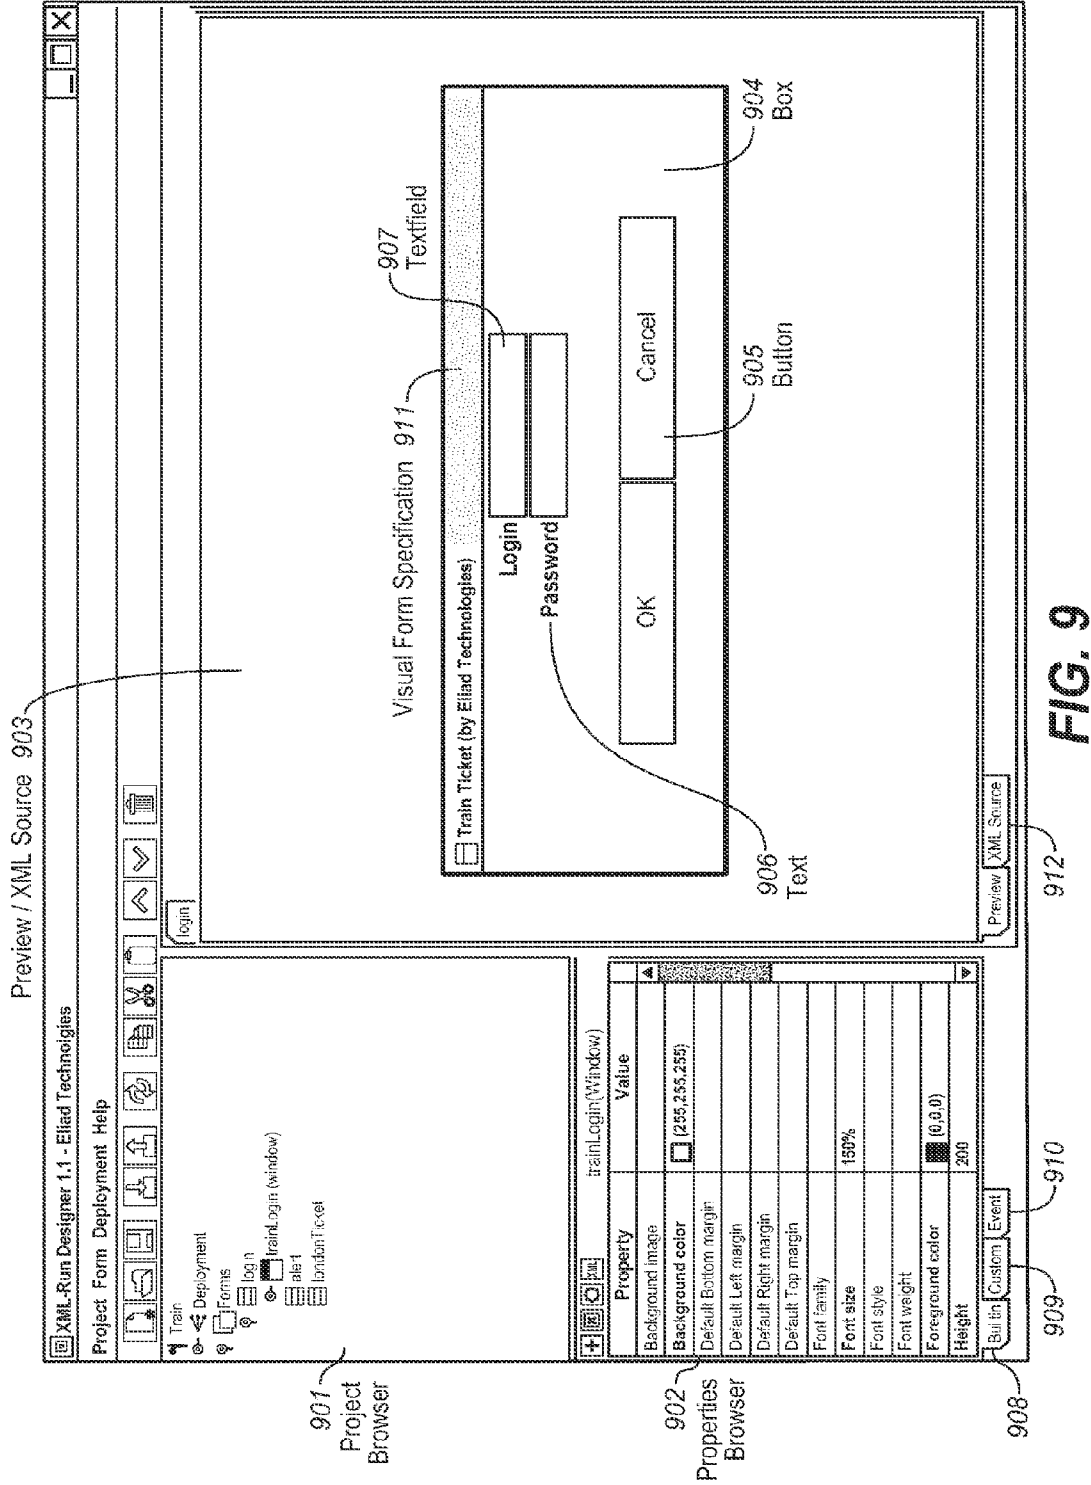 Preview / XML Source 903
XML-Run Designer 1.1 - Eliad Technolgies
Project Form Deployment Help
Train
Deployment
Forms
login
trainLogin (window)
alert
londonTicket
901
Project
Browser
login
Visual Form Specification 911
907
Textfield
Train Ticket (by Eliad Technologies)
Login
Password
OK
Cancel
904
Box
905
Button
906
Text
trainLogin(Window)
Property Value
Background image
Background color (255,255,255)
Default Bottom margin
Default Left margin
Default Right margin
Default Top margin
Font family
Font size 150%
Font style
Font weight
Foreground color (0,0,0)
Height 200
902
Properties
Browser
Built in Custom Event
Preview XML Source
908
909
910
912
FIG. 9